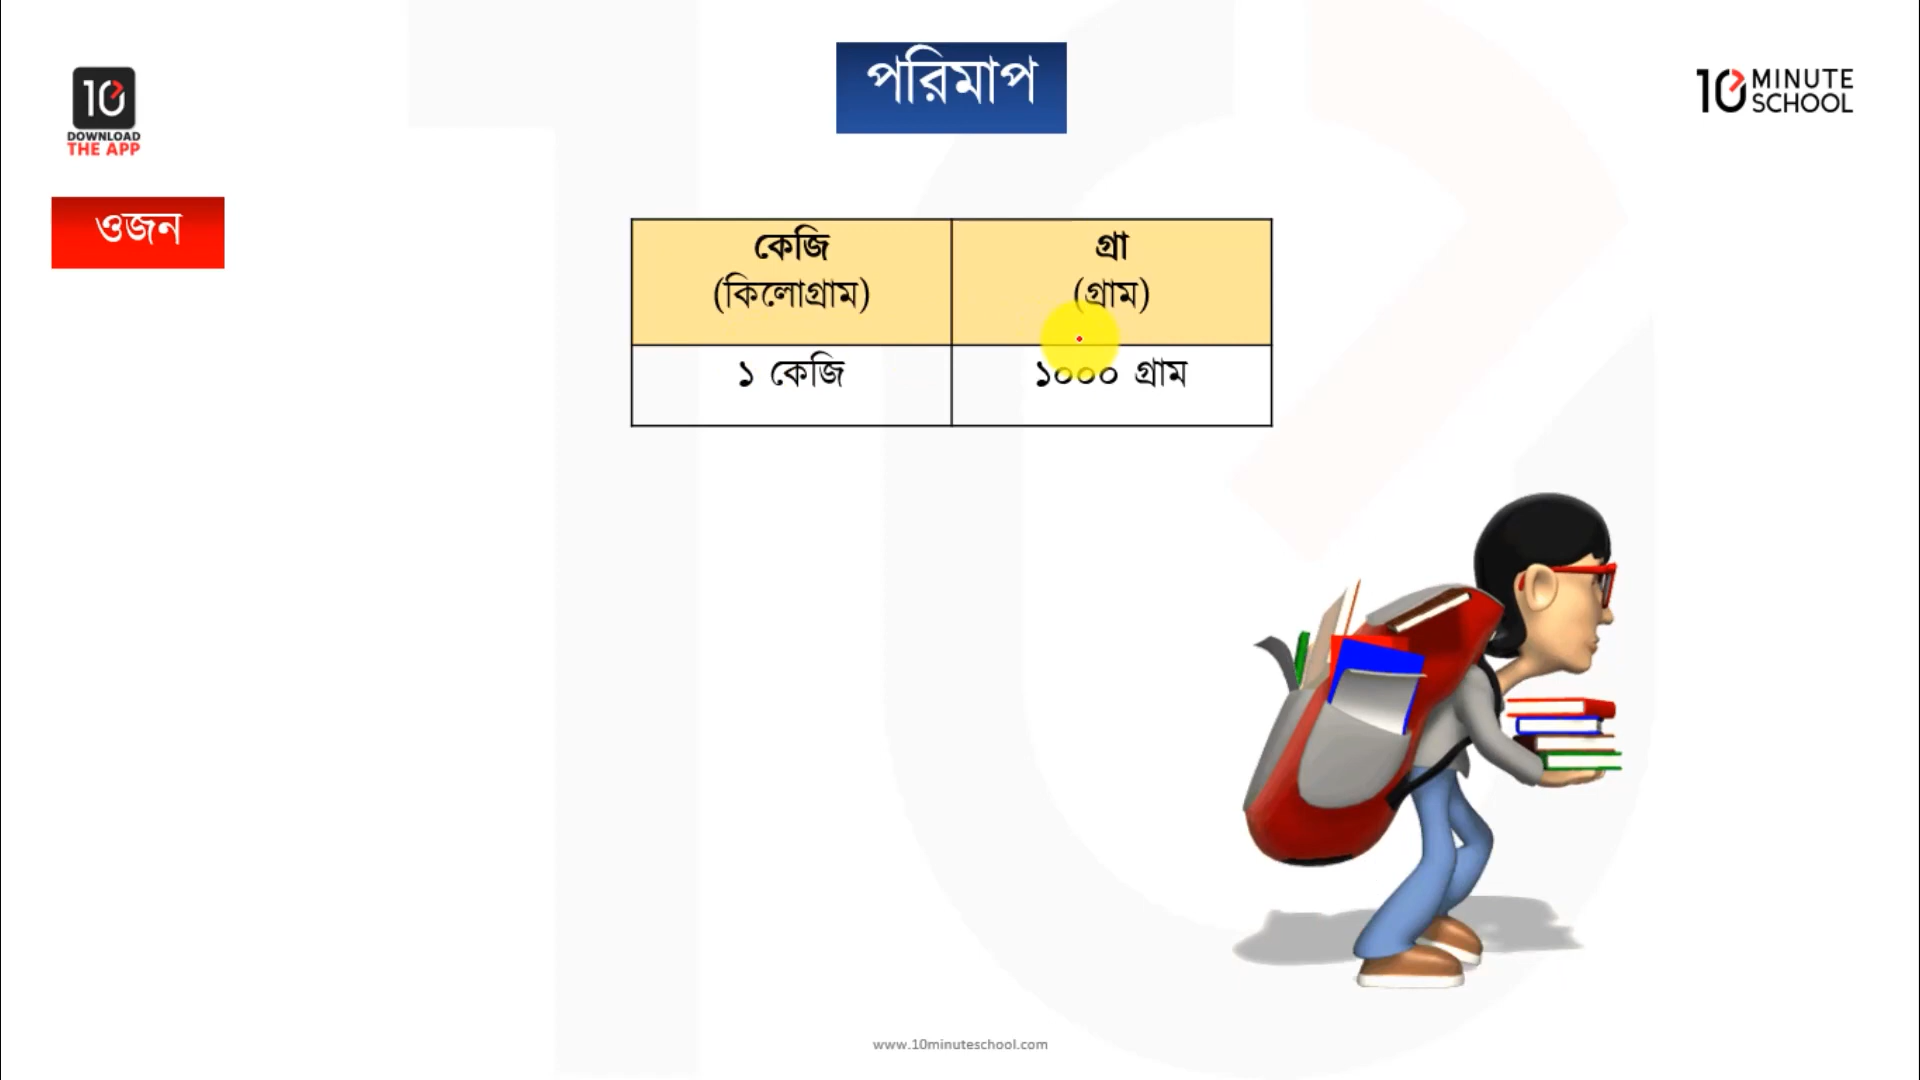 পরিমাপ
10
DOWNLOAD
THE APP
10 MINUTE
SCHOOL
ওজন
কেজি
(কিলোগ্রাম)
গ্রা
(গ্রাম)
১ কেজি
১০০০ গ্রাম
www.10minuteschool.com